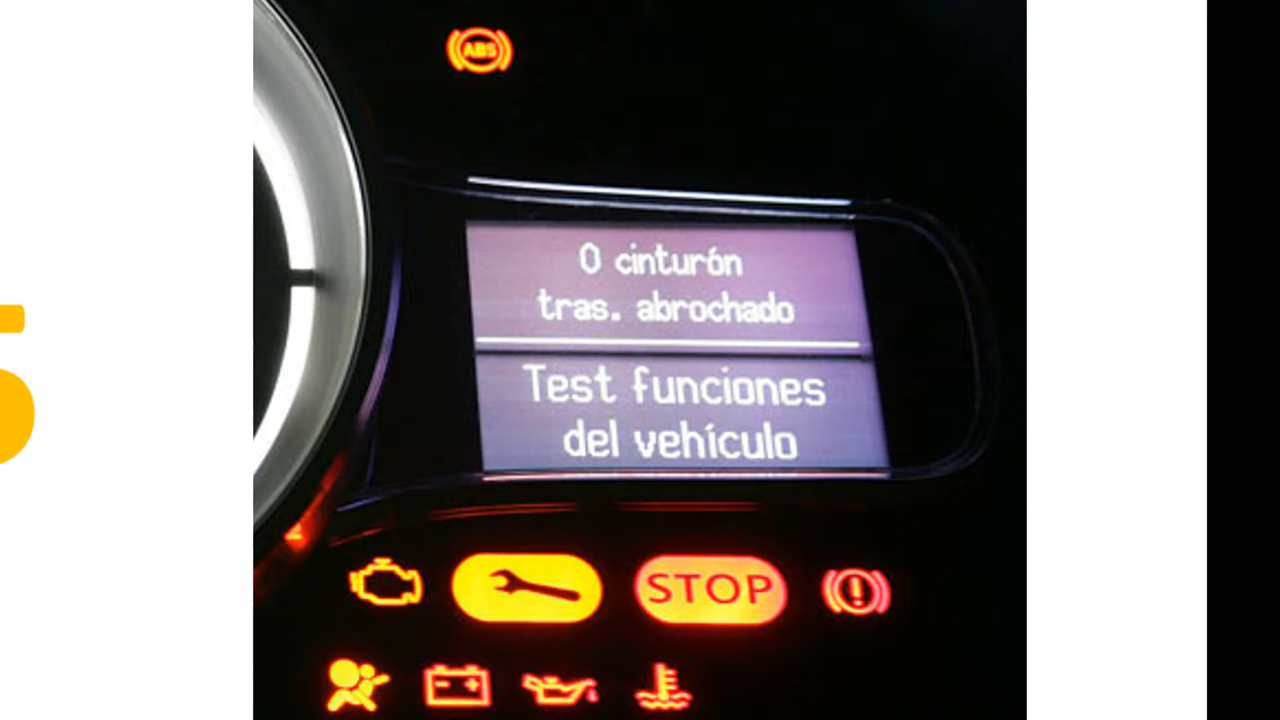 ABS
0 cinturón
tras. abrochado
Test funciones
del vehículo
STOP